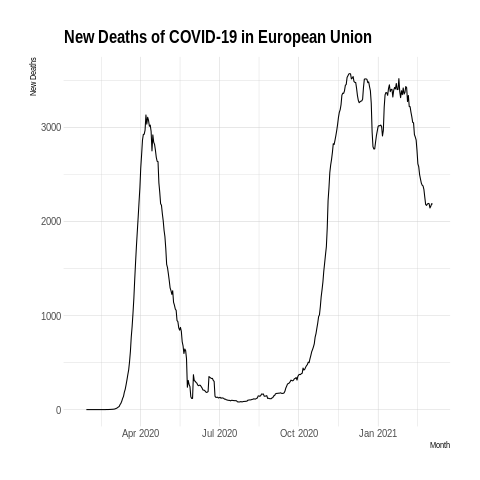 New Deaths of COVID-19 in European Union
New Deaths
3000
2000
1000
0
Apr 2020 Jul 2020 Oct 2020 Jan 2021
Month